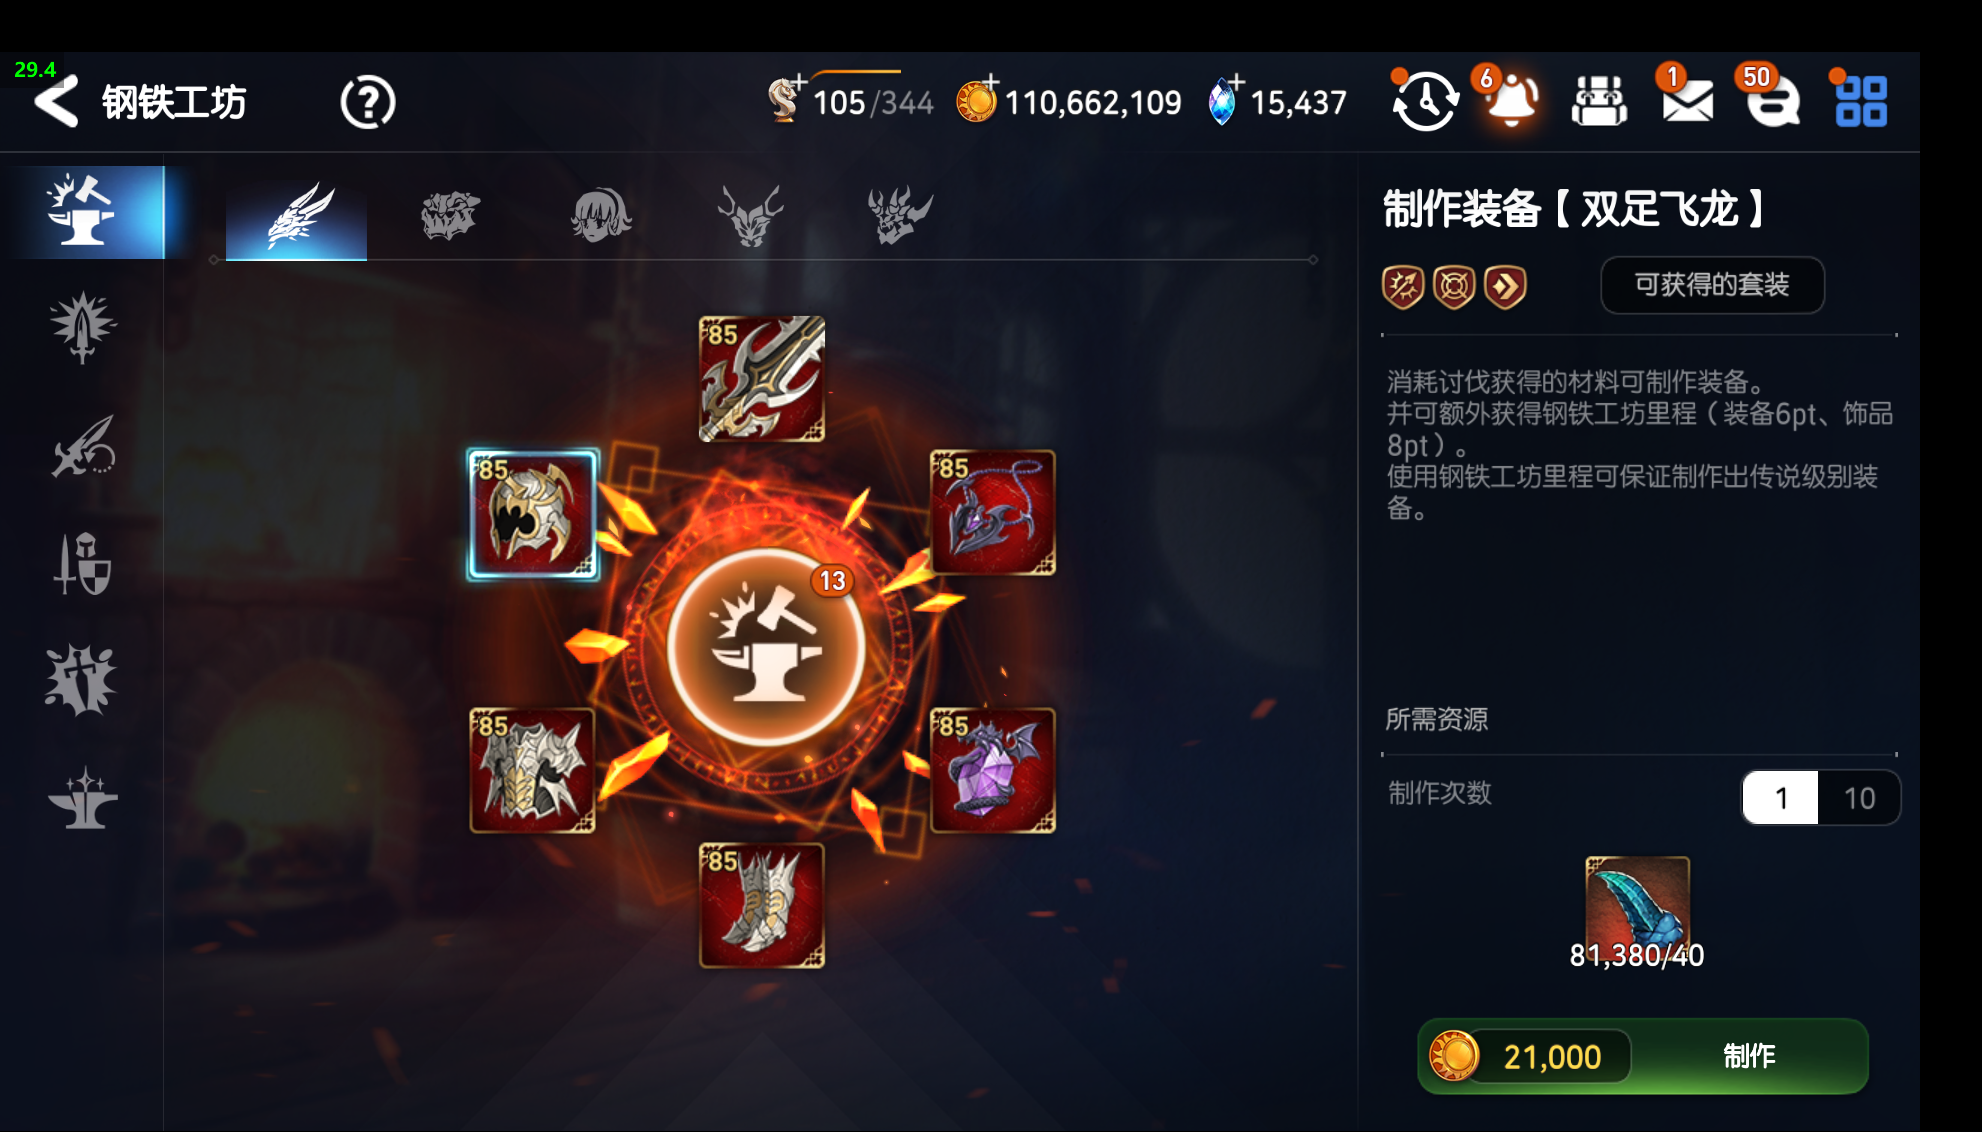 29.4
钢铁工坊
?
105/344
110,662,109
15,437
6
1
50
制作装备【双足飞龙】
可获得的套装
消耗讨伐获得的材料可制作装备。
并可额外获得钢铁工坊里程（装备6pt、饰品
8pt）。
使用钢铁工坊里程可保证制作出传说级别装
备。
85
85
85
13
85
85
85
所需资源
制作次数
1
10
81,380/40
21,000
制作